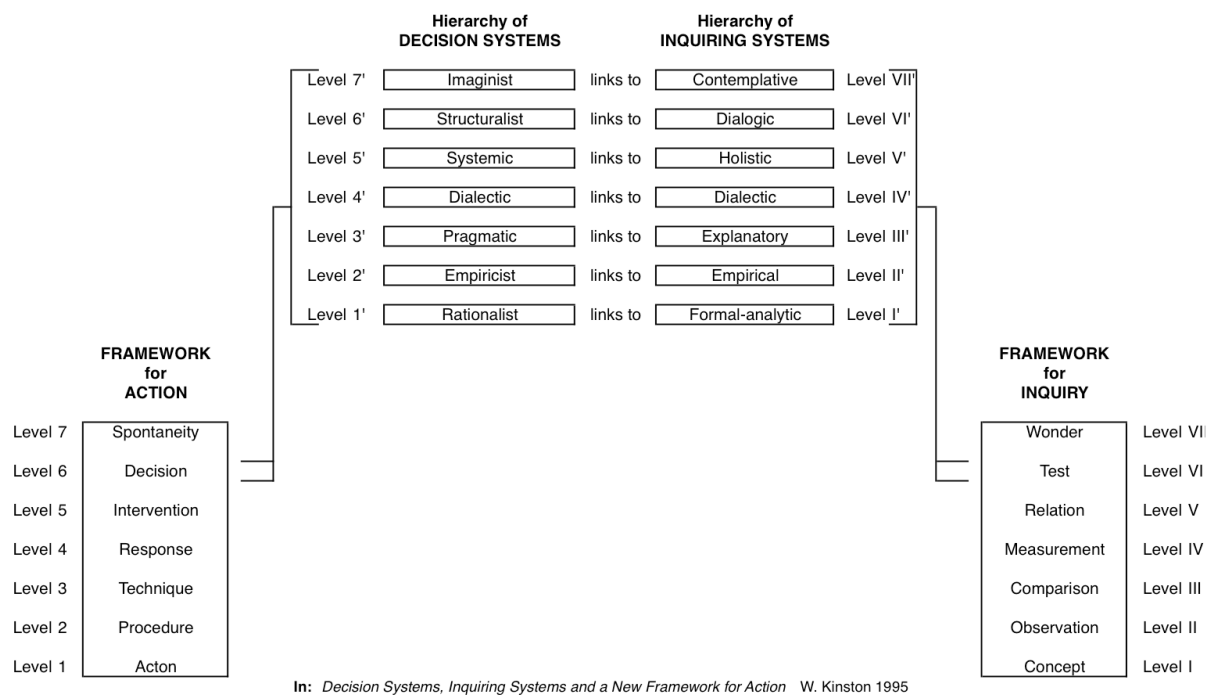 Hierarchy of
DECISION SYSTEMS
Hierarchy of
INQUIRING SYSTEMS
Level 7' Imaginist links to Contemplative Level VII'
Level 6' Structuralist links to Dialogic Level VI'
Level 5' Systemic links to Holistic Level V'
Level 4' Dialectic links to Dialectic Level IV'
Level 3' Pragmatic links to Explanatory Level III'
Level 2' Empiricist links to Empirical Level II'
Level 1' Rationalist links to Formal-analytic Level I'
FRAMEWORK
for
ACTION
Level 7 Spontaneity
Level 6 Decision
Level 5 Intervention
Level 4 Response
Level 3 Technique
Level 2 Procedure
Level 1 Acton
FRAMEWORK
for
INQUIRY
Wonder Level VII
Test Level VI
Relation Level V
Measurement Level IV
Comparison Level III
Observation Level II
Concept Level I
In: Decision Systems, Inquiring Systems and a New Framework for Action W. Kinston 1995